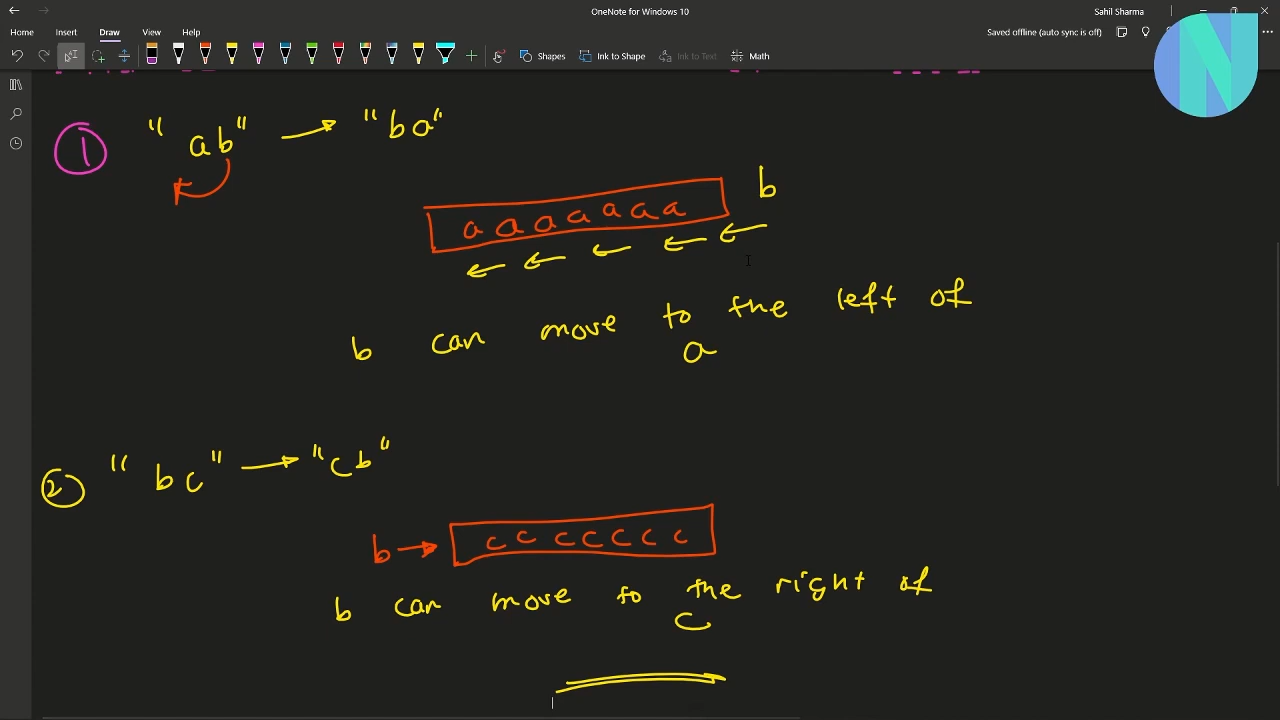 OneNote for Windows 10
Sahil Sharma
Home Insert Draw View Help
Saved offline (auto sync is off)
Shapes Ink to Shape Ink to Text Math
1 "ab" → "ba"
a a a a a a a b
b can move to the left of
a
2 "bc" → "cb"
b → c c c c c c c
b can move to the right of
c